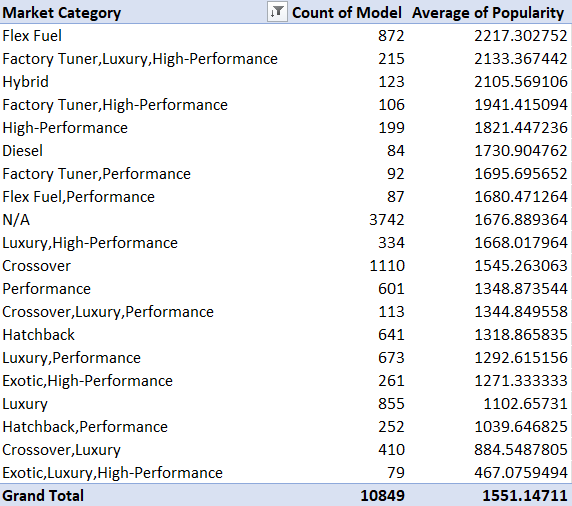 Market Category Count of Model Average of Popularity
Flex Fuel 872 2217.302752
Factory Tuner,Luxury,High-Performance 215 2133.367442
Hybrid 123 2105.569106
Factory Tuner,High-Performance 106 1941.415094
High-Performance 199 1821.447236
Diesel 84 1730.904762
Factory Tuner,Performance 92 1695.695652
Flex Fuel,Performance 87 1680.471264
N/A 3742 1676.889364
Luxury,High-Performance 334 1668.017964
Crossover 1110 1545.263063
Performance 601 1348.873544
Crossover,Luxury,Performance 113 1344.849558
Hatchback 641 1318.865835
Luxury,Performance 673 1292.615156
Exotic,High-Performance 261 1271.333333
Luxury 855 1102.65731
Hatchback,Performance 252 1039.646825
Crossover,Luxury 410 884.5487805
Exotic,Luxury,High-Performance 79 467.0759494
Grand Total 10849 1551.14711